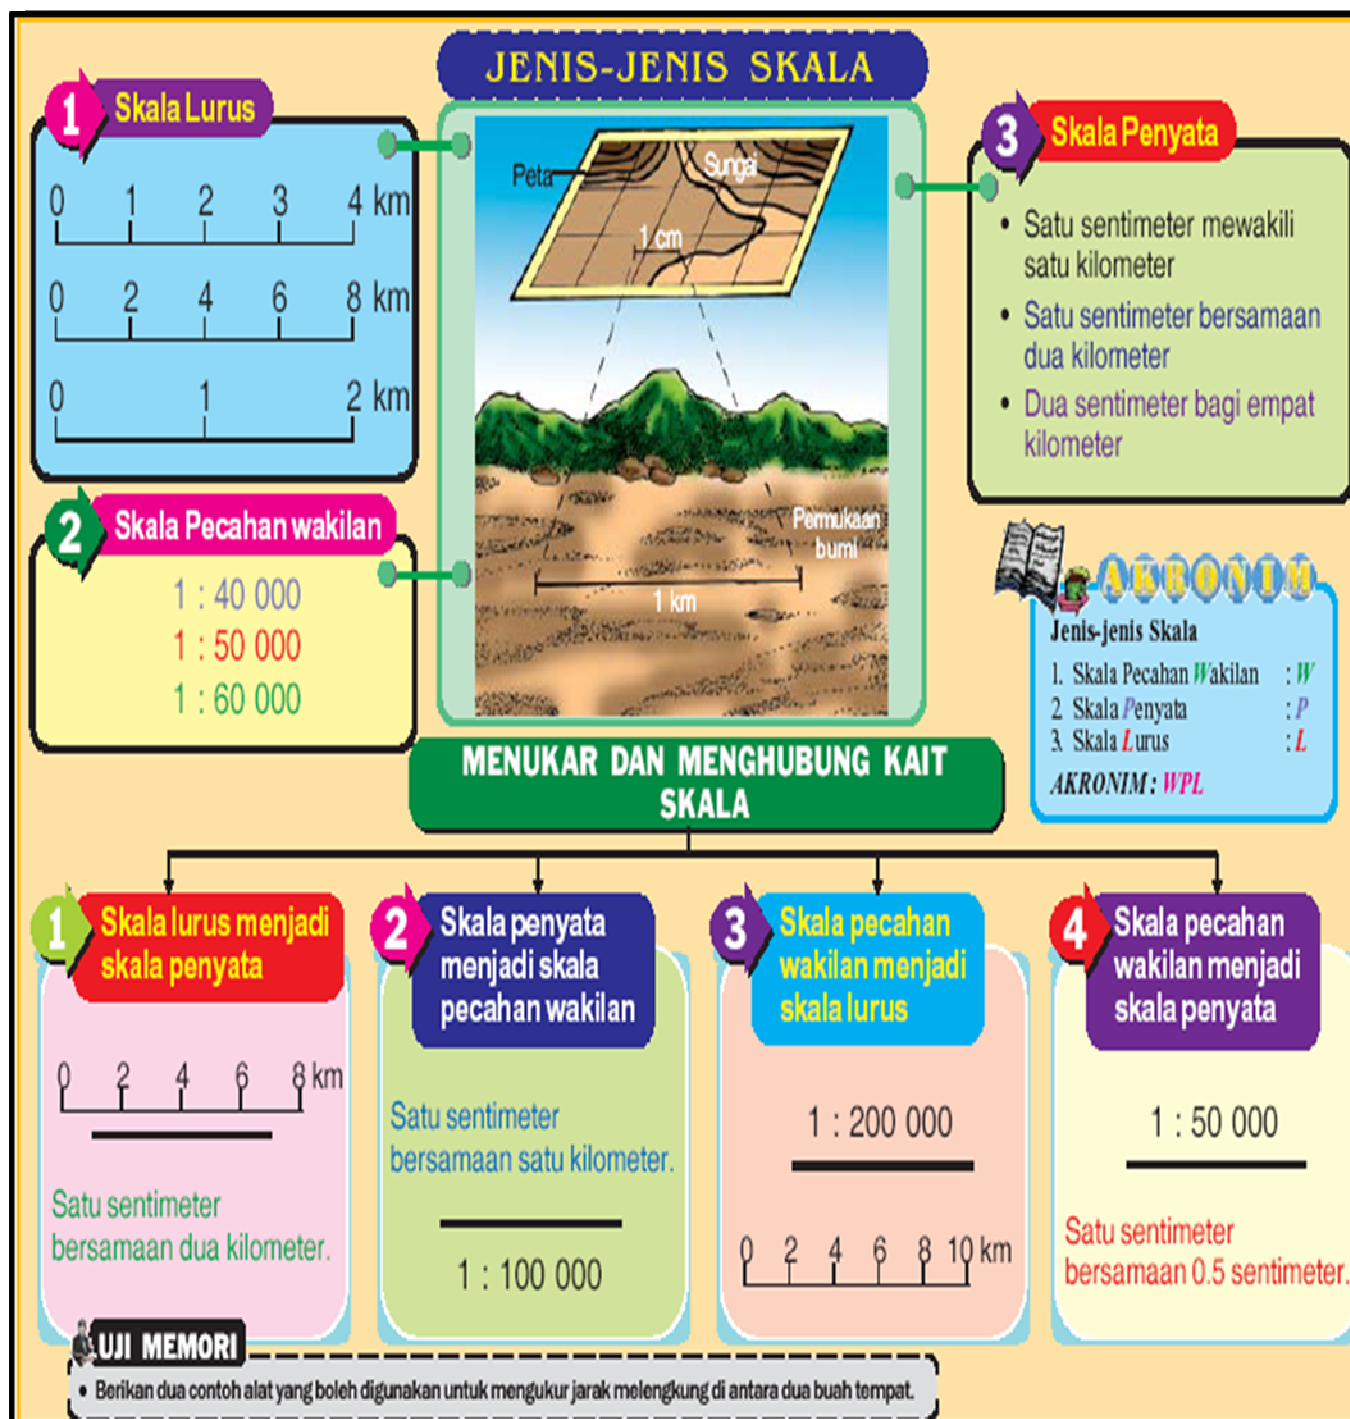 JENIS-JENIS SKALA
1 Skala Lurus
0 1 2 3 4 km
0 2 4 6 8 km
0 1 2 km
2 Skala Pecahan wakilan
1 : 40 000
1 : 50 000
1 : 60 000
Peta
Sungai
1 cm
Permukaan
bumi
1 km
3 Skala Penyata
• Satu sentimeter mewakili
satu kilometer
• Satu sentimeter bersamaan
dua kilometer
• Dua sentimeter bagi empat
kilometer
AKRONIM
Jenis-jenis Skala
1. Skala Pecahan Wakilan : W
2. Skala Penyata : P
3. Skala Lurus : L
AKRONIM : WPL
MENUKAR DAN MENGHUBUNG KAIT
SKALA
1 Skala lurus menjadi
skala penyata
0 2 4 6 8 km
Satu sentimeter
bersamaan dua kilometer.
2 Skala penyata
menjadi skala
pecahan wakilan
Satu sentimeter
bersamaan satu kilometer.
1 : 100 000
3 Skala pecahan
wakilan menjadi
skala lurus
1 : 200 000
0 2 4 6 8 10 km
4 Skala pecahan
wakilan menjadi
skala penyata
1 : 50 000
Satu sentimeter
bersamaan 0.5 sentimeter.
UJI MEMORI
• Berikan dua contoh alat yang boleh digunakan untuk mengukur jarak melengkung di antara dua buah tempat.